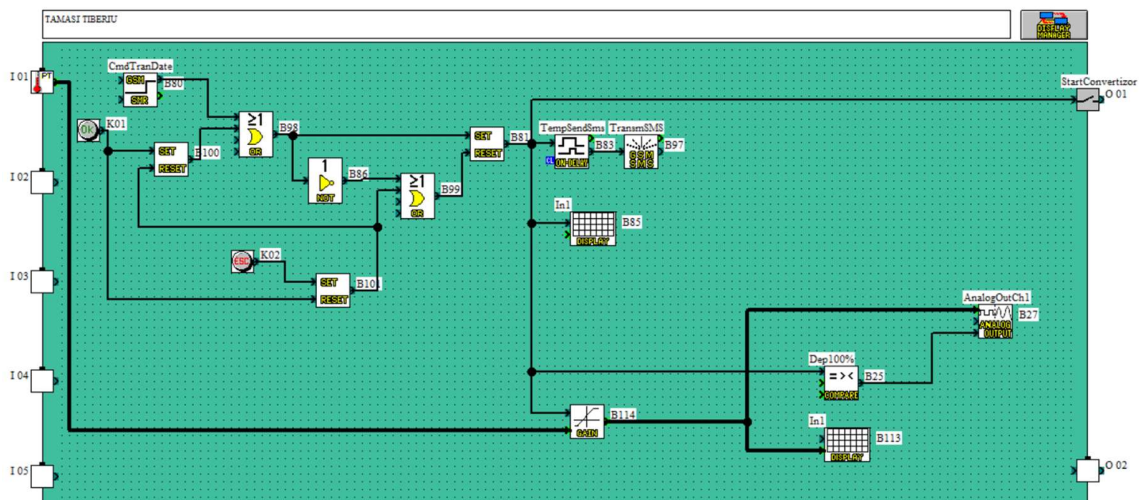 TAMASI TIBERIU
DISPLAY MANAGER
I 01
PT
CmdTranDate
GSM
SMR
B80
StartConvertizor
O 01
OK
K01
≥1
OR
B98
SET
RESET
B100
SET
RESET
B81
TempSendSms
CL
ON-DELAY
B83
TransmSMS
GSM
SMS
B97
I 02
1
NOT
B86
≥1
OR
B99
In1
DISPLAY
B85
ESC
K02
I 03
SET
RESET
AnalogOutCh1
ANALOG
OUTPUT
B27
I 04
Dep100%
= > <
COMPARE
B25
GAIN
B114
In1
DISPLAY
B113
I 05
O 02